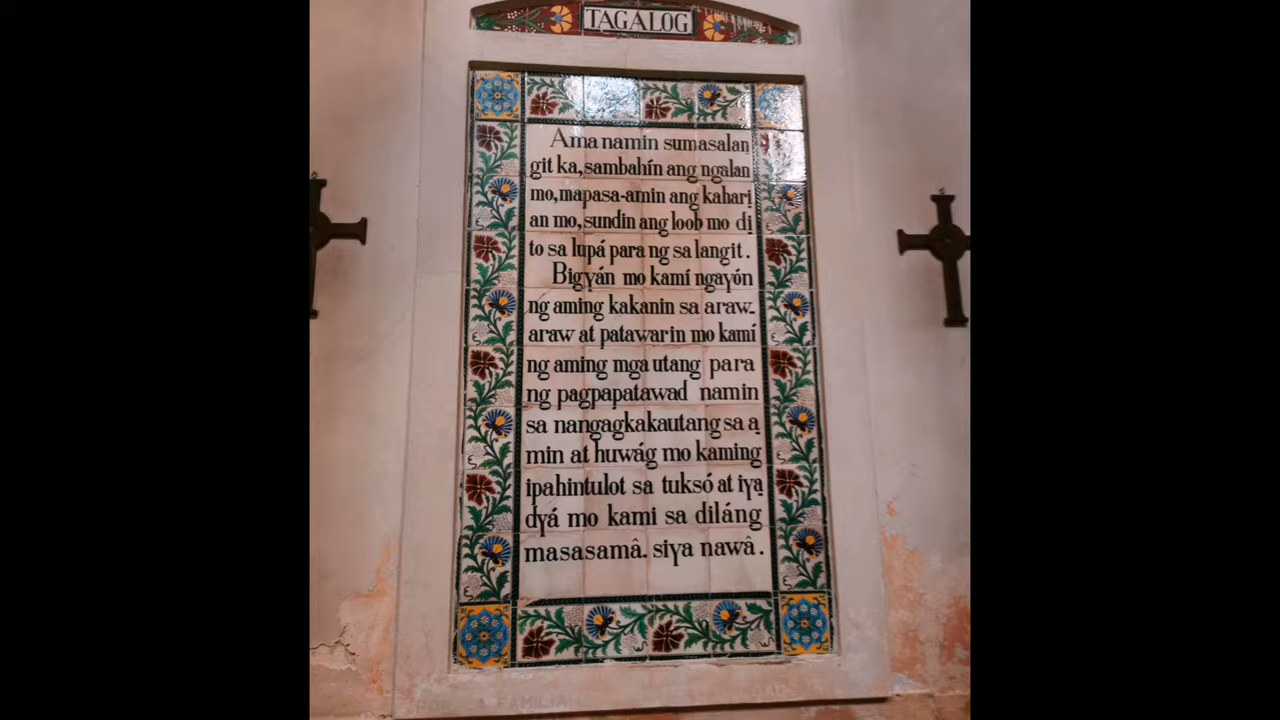 TAGALOG
Ama namin sumasalaṇ
git ka, sambahín ang ngalan
mo, mapasa-amin ang kahariֽ
an mo, sundin ang loob mo dị
to sa lupá para ng sa langit.
Bigyán mo kamí ngayón
ng aming kakanin sa araw-
araw at patawarin mo kamí
ng aming mga utang para
ng pagpapatawad namin
sa nangagkakautang sa ạ
min at huwág mo kaming
ipahintulot sa tuksó at iyạ
dyá mo kami sa diláng
masasamâ. siya nawâ.